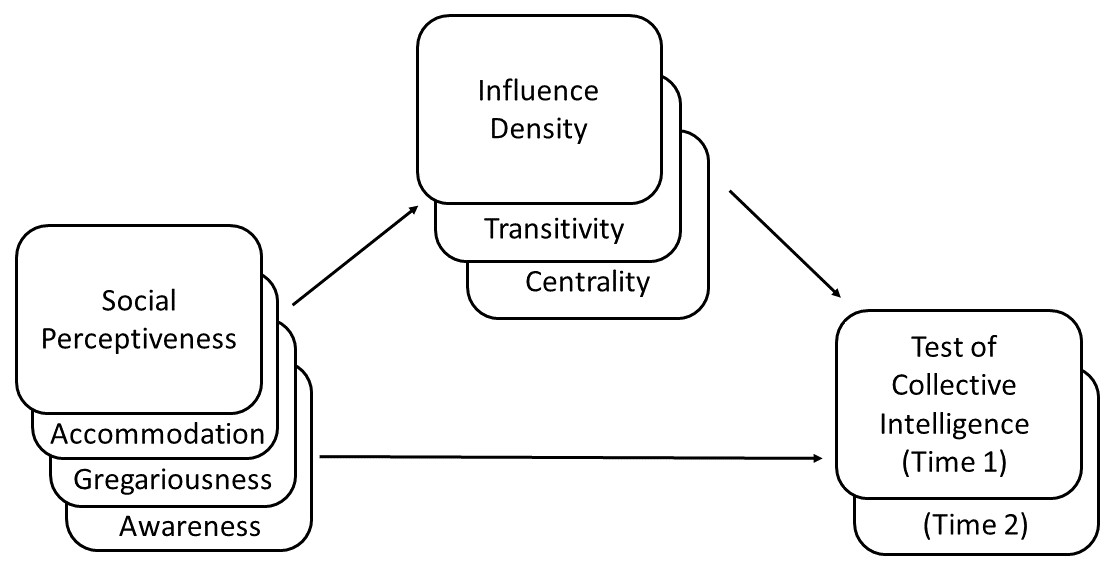 Influence
Density
Transitivity
Centrality
Social
Perceptiveness
Accommodation
Gregariousness
Awareness
Test of
Collective
Intelligence
(Time 1)
(Time 2)